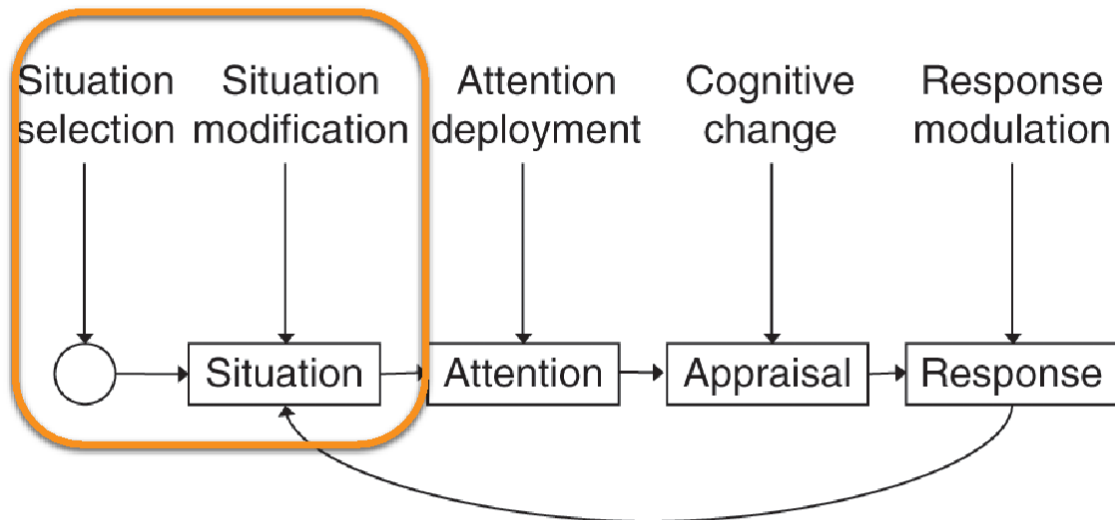 Situation
selection
Situation
modification
Attention
deployment
Cognitive
change
Response
modulation
Situation
Attention
Appraisal
Response